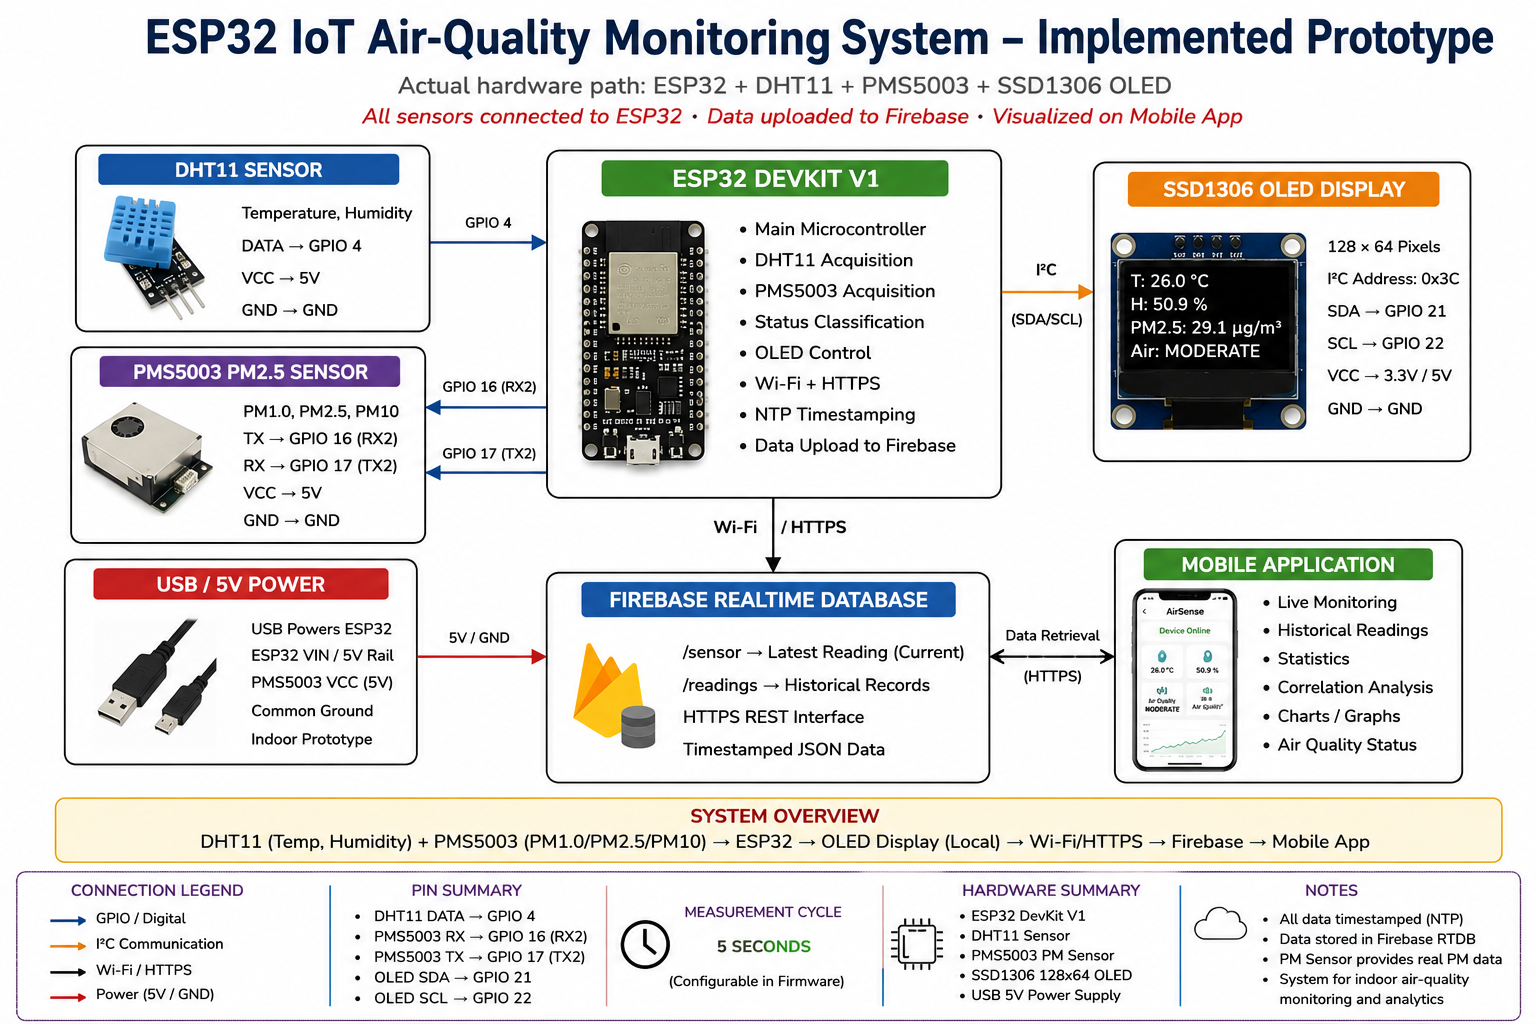 ESP32 IoT Air-Quality Monitoring System – Implemented Prototype
Actual hardware path: ESP32 + DHT11 + PMS5003 + SSD1306 OLED
All sensors connected to ESP32 • Data uploaded to Firebase • Visualized on Mobile App
DHT11 SENSOR
Temperature, Humidity
DATA → GPIO 4
VCC → 5V
GND → GND
GPIO 4
PMS5003 PM2.5 SENSOR
PM1.0, PM2.5, PM10
TX → GPIO 16 (RX2)
RX → GPIO 17 (TX2)
VCC → 5V
GND → GND
GPIO 16 (RX2)
GPIO 17 (TX2)
USB / 5V POWER
USB Powers ESP32
ESP32 VIN / 5V Rail
PMS5003 VCC (5V)
Common Ground
Indoor Prototype
5V / GND
ESP32 DEVKIT V1
• Main Microcontroller
• DHT11 Acquisition
• PMS5003 Acquisition
• Status Classification
• OLED Control
• Wi-Fi + HTTPS
• NTP Timestamping
• Data Upload to Firebase
I²C
(SDA/SCL)
Wi-Fi / HTTPS
SSD1306 OLED DISPLAY
T: 26.0 °C
H: 50.9 %
PM2.5: 29.1 µg/m³
Air: MODERATE
128 × 64 Pixels
I²C Address: 0x3C
SDA → GPIO 21
SCL → GPIO 22
VCC → 3.3V / 5V
GND → GND
FIREBASE REALTIME DATABASE
/sensor → Latest Reading (Current)
/readings → Historical Records
HTTPS REST Interface
Timestamped JSON Data
Data Retrieval
(HTTPS)
MOBILE APPLICATION
AirSense
Device Online
26.0°C
50.9 %
Air Quality
MODERATE
Air Quality
• Live Monitoring
• Historical Readings
• Statistics
• Correlation Analysis
• Charts / Graphs
• Air Quality Status
SYSTEM OVERVIEW
DHT11 (Temp, Humidity) + PMS5003 (PM1.0/PM2.5/PM10) → ESP32 → OLED Display (Local) → Wi-Fi/HTTPS → Firebase → Mobile App
CONNECTION LEGEND
GPIO / Digital
I²C Communication
Wi-Fi / HTTPS
Power (5V / GND)
PIN SUMMARY
• DHT11 DATA → GPIO 4
• PMS5003 RX → GPIO 16 (RX2)
• PMS5003 TX → GPIO 17 (TX2)
• OLED SDA → GPIO 21
• OLED SCL → GPIO 22
MEASUREMENT CYCLE
5 SECONDS
(Configurable in Firmware)
HARDWARE SUMMARY
• ESP32 DevKit V1
• DHT11 Sensor
• PMS5003 PM Sensor
• SSD1306 128x64 OLED
• USB 5V Power Supply
NOTES
• All data timestamped (NTP)
• Data stored in Firebase RTDB
• PM Sensor provides real PM data
• System for indoor air-quality
monitoring and analytics